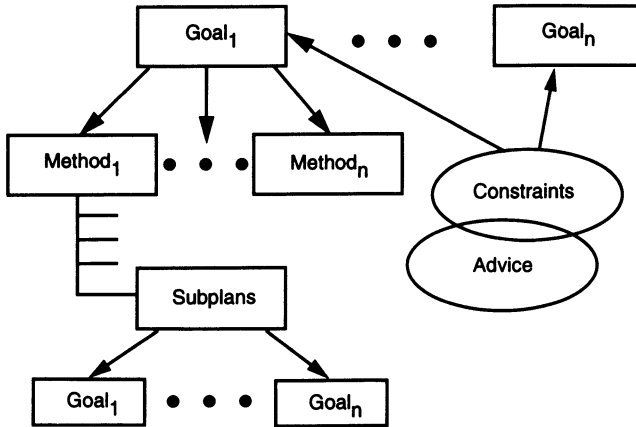 Goal₁
Goalₙ
Method₁
Methodₙ
Constraints
Advice
Subplans
Goal₁
Goalₙ